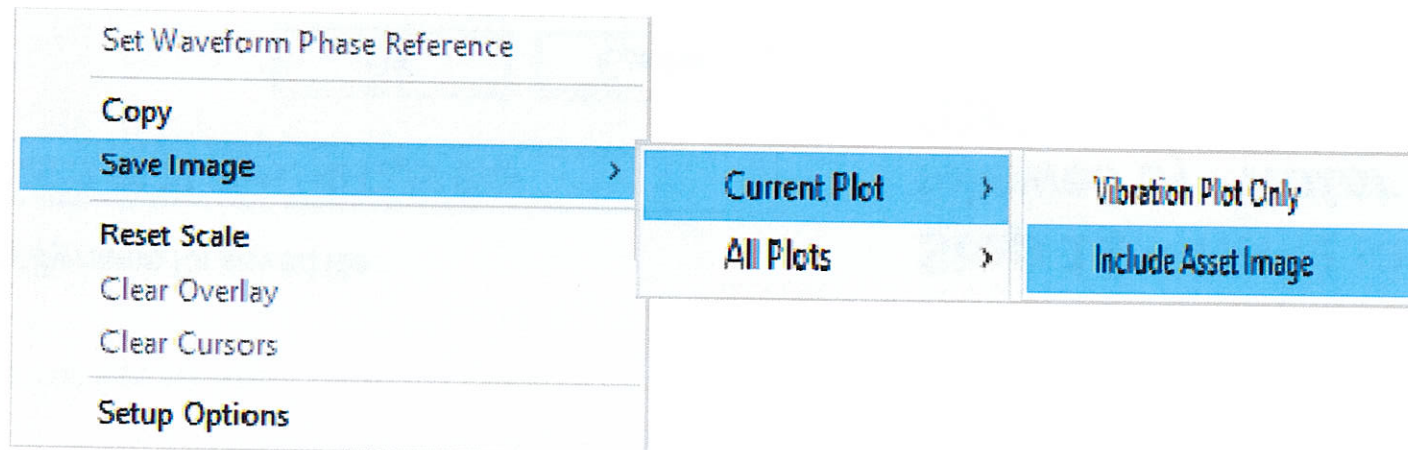 Set Waveform Phase Reference
Copy
Save Image >
Reset Scale
Clear Overlay
Clear Cursors
Setup Options
Current Plot >
All Plots >
Vibration Plot Only
Include Asset Image